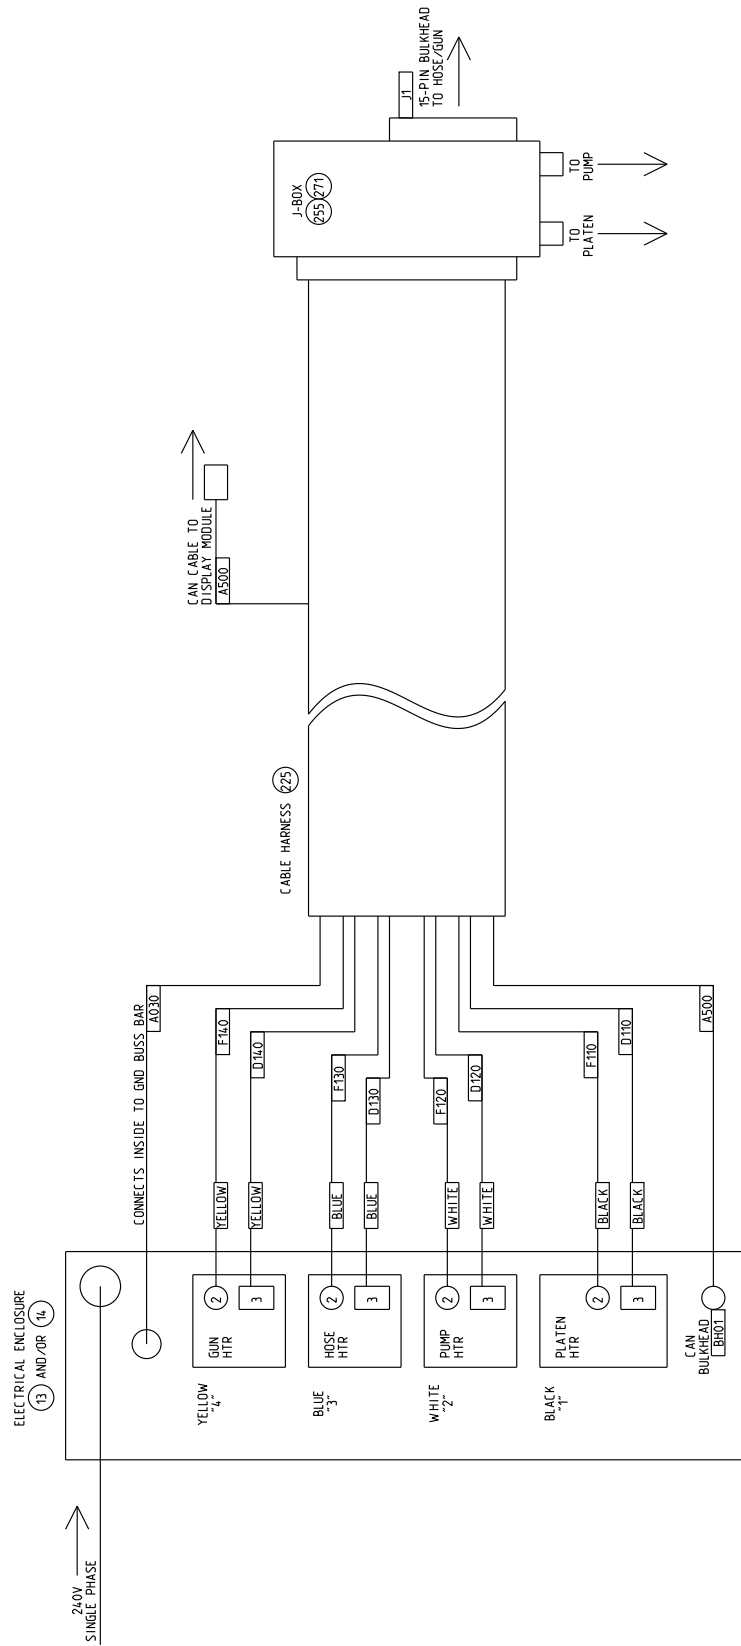 240V
SINGLE PHASE
ELECTRICAL ENCLOSURE
13 AND/OR 14
YELLOW
"4"
BLUE
"3"
WHITE
"2"
BLACK
"1"
GUN
HTR
2
3
HOSE
HTR
2
3
PUMP
HTR
2
3
PLATEN
HTR
2
3
CAN
BULKHEAD
BH01
CONNECTS INSIDE TO GND BUSS BAR
YELLOW
YELLOW
BLUE
BLUE
WHITE
WHITE
BLACK
BLACK
A030
F140
D140
F130
D130
F120
D120
F110
D110
A500
CABLE HARNESS 225
CAN CABLE TO
DISPLAY MODULE
A500
J-BOX
255 271
TO
PLATEN
TO
PUMP
J1
15-PIN BULKHEAD
TO HOSE/GUN